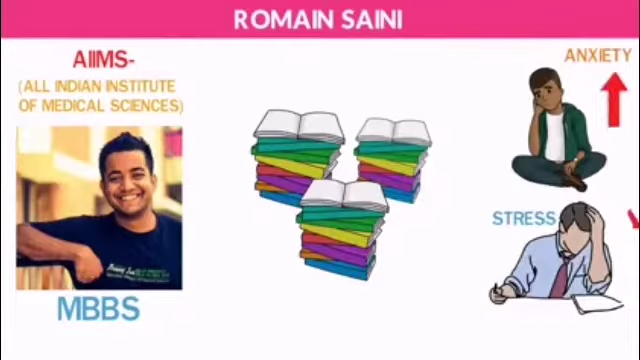 ROMAIN SAINI
AIIMS-
(ALL INDIAN INSTITUTE
OF MEDICAL SCIENCES)
MBBS
ANXIETY
STRESS